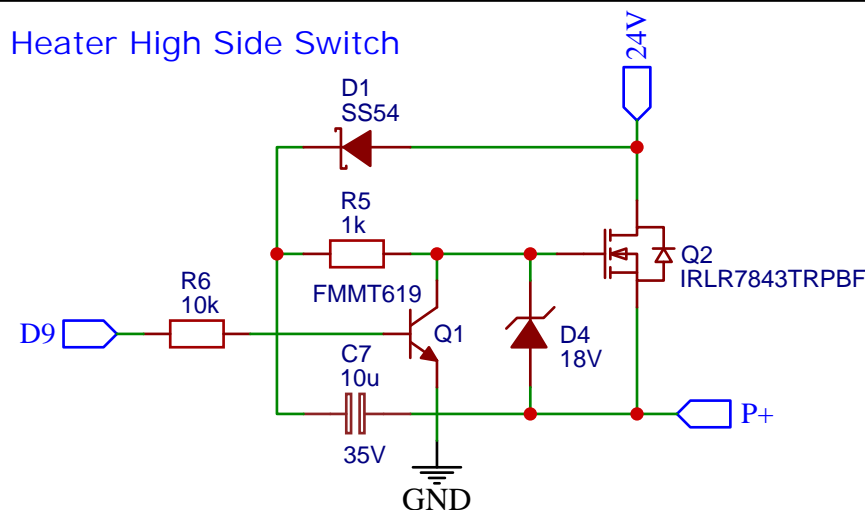 Heater High Side Switch
24V
D1
SS54
R5
1k
Q2
IRLR7843TRPBF
R6
10k
FMMT619
D9
Q1
D4
18V
C7
10u
P+
35V
GND